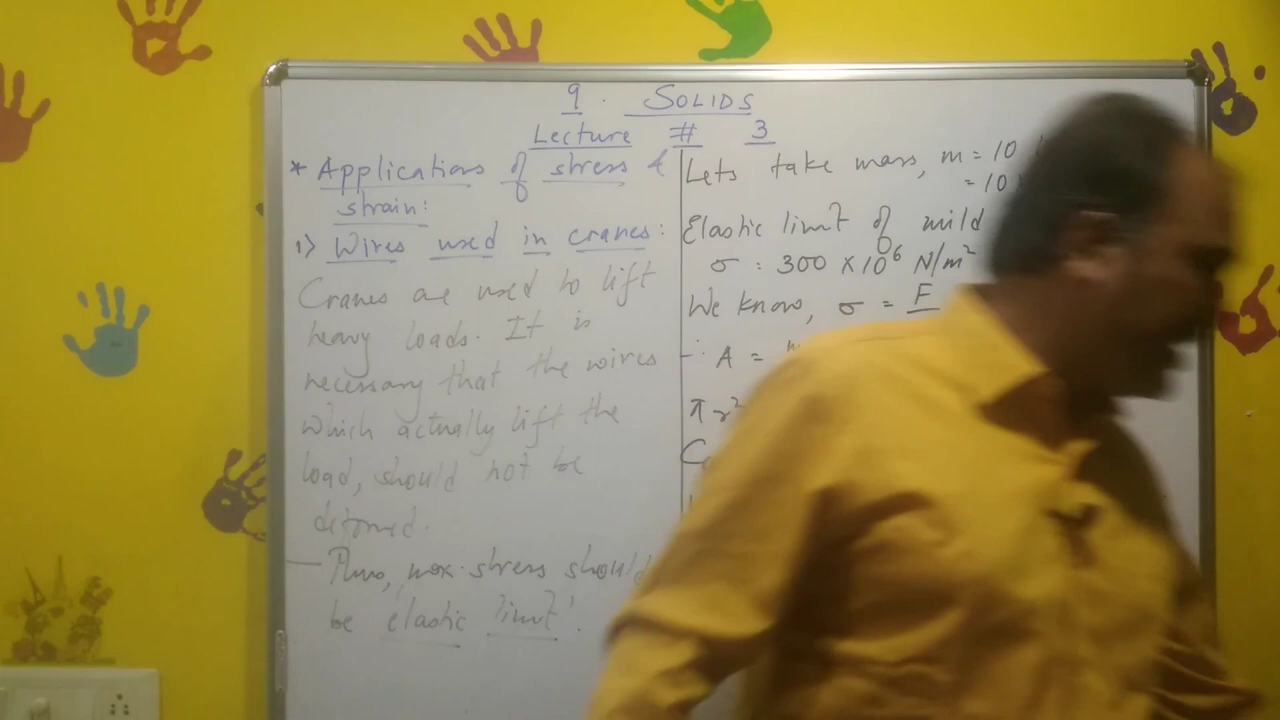 9. SOLIDS
Lecture # 3
* Applications of stress &
strain:
1) Wires used in cranes:
Cranes are used to lift
heavy loads. It is
necessary that the wires
which actually lift the
load, should not be
deformed.
— Thus, max. stress should
be 'elastic limit'.
Lets take mass, m = 10
= 10
Elastic limit of mild
σ = 300 × 10⁶ N/m²
We know, σ = F
∴ A =
πr²